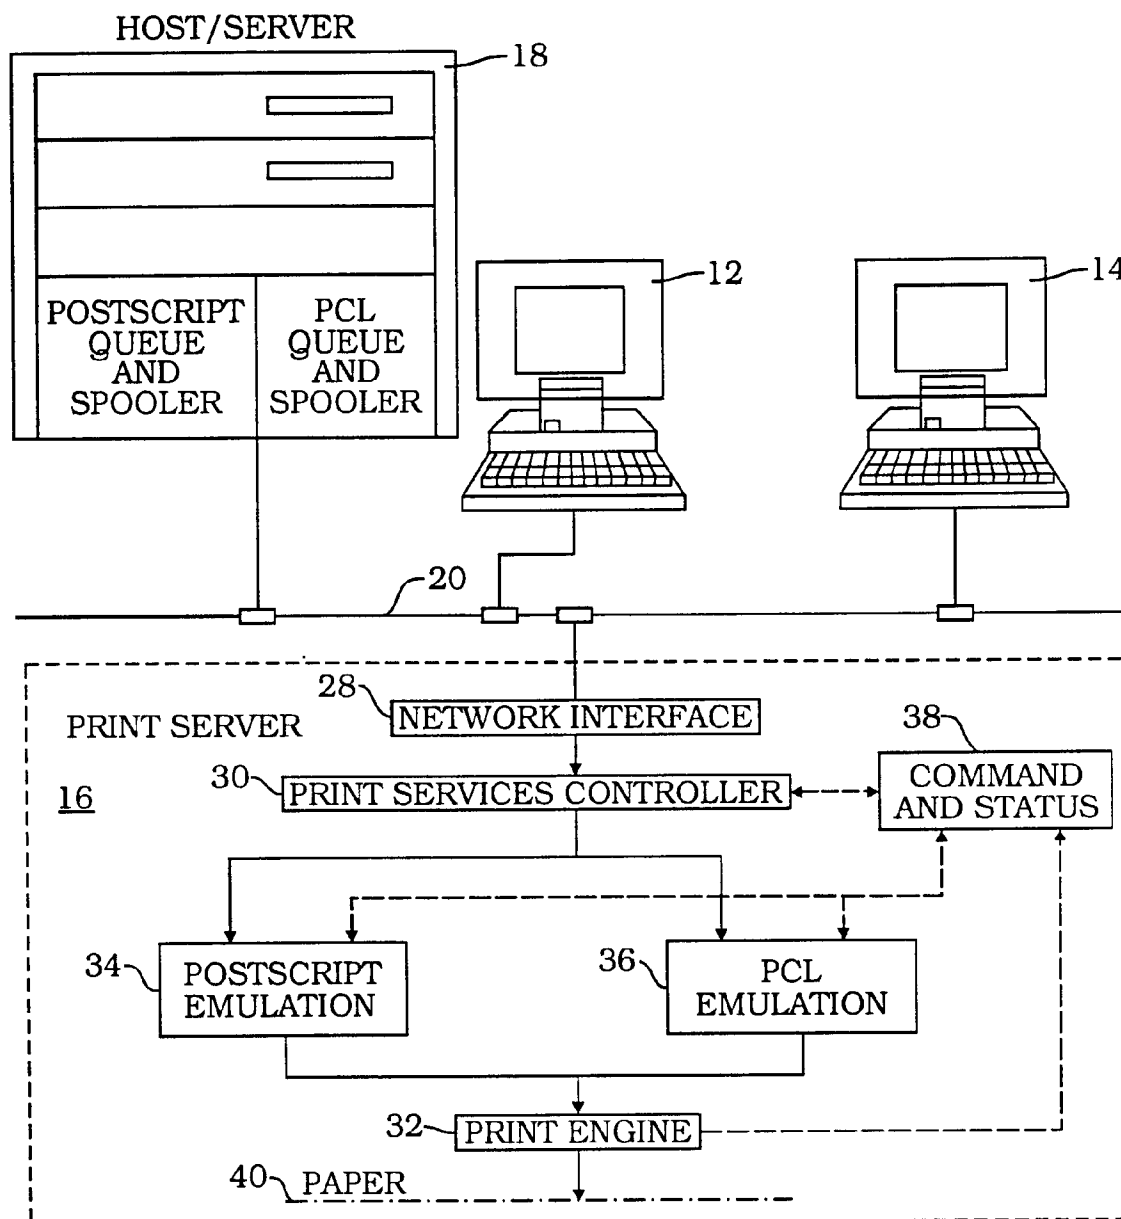 HOST/SERVER
18
POSTSCRIPT
QUEUE
AND
SPOOLER
PCL
QUEUE
AND
SPOOLER
12
14
20
PRINT SERVER
16
28
NETWORK INTERFACE
30
PRINT SERVICES CONTROLLER
38
COMMAND
AND STATUS
34
POSTSCRIPT
EMULATION
36
PCL
EMULATION
32
PRINT ENGINE
40
PAPER